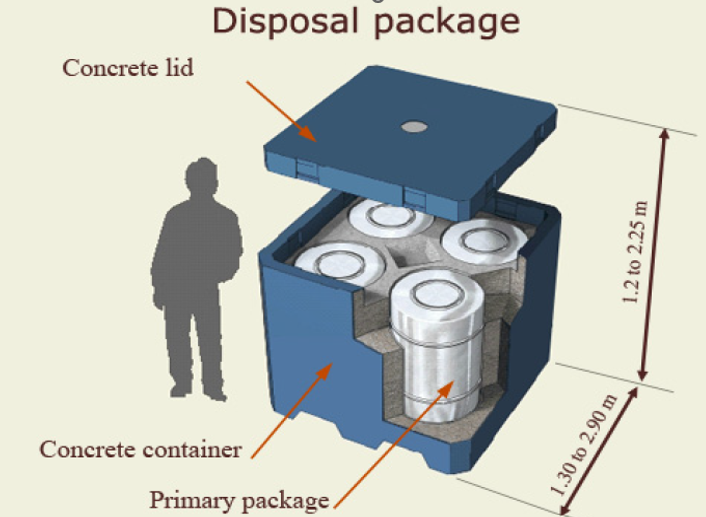 Disposal package
Concrete lid
1.2 to 2.25 m
1.30 to 2.90 m
Concrete container
Primary package